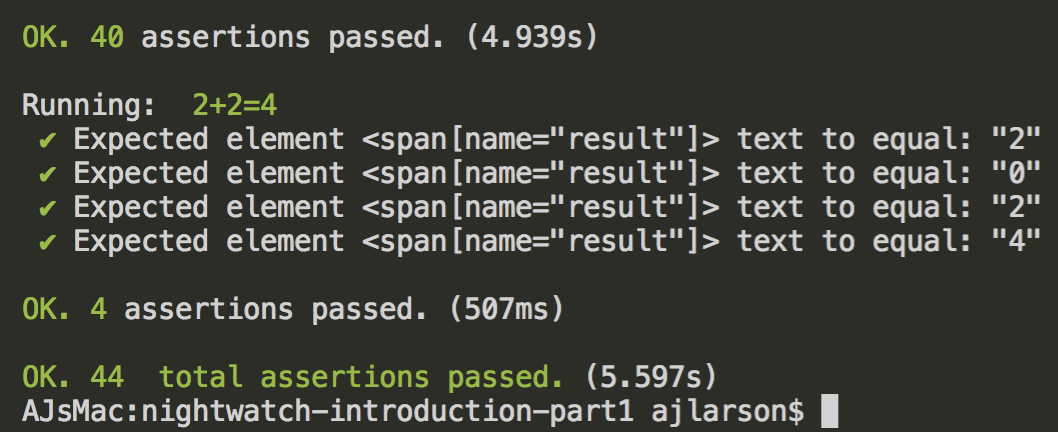 OK. 40 assertions passed. (4.939s)
Running:  2+2=4
✔ Expected element <span[name="result"]> text to equal: "2"
✔ Expected element <span[name="result"]> text to equal: "0"
✔ Expected element <span[name="result"]> text to equal: "2"
✔ Expected element <span[name="result"]> text to equal: "4"
OK. 4 assertions passed. (507ms)
OK. 44  total assertions passed. (5.597s)
AJsMac:nightwatch-introduction-part1 ajlarson$